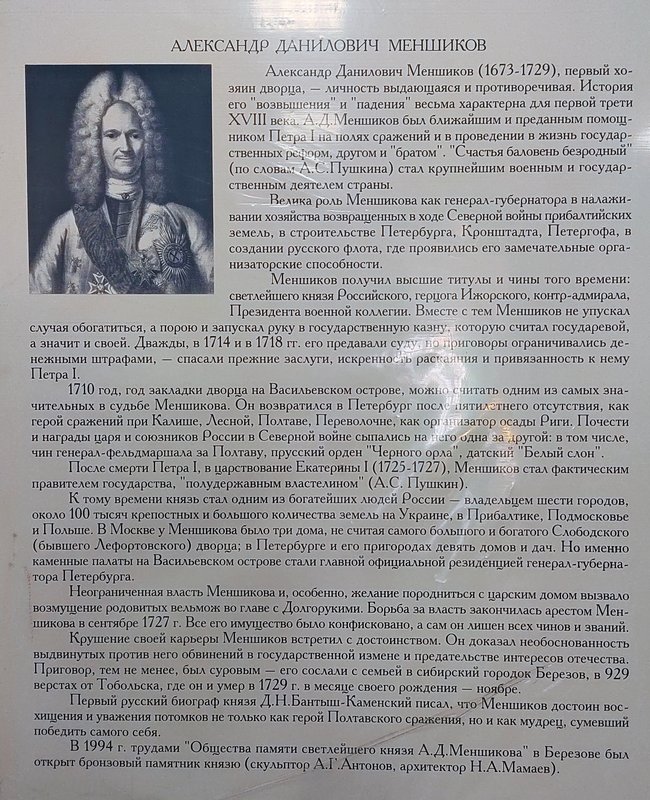 АЛЕКСАНДР ДАНИЛОВИЧ МЕНШИКОВ
Александр Данилович Меншиков (1673-1729), первый хо-
зяин дворца, — личность выдающаяся и противоречивая. История
его "возвышения" и "падения" весьма характерна для первой трети
XVIII века. А.Д.Меншиков был ближайшим и преданным помощ-
ником Петра I на полях сражений и в проведении в жизнь государ-
ственных реформ, другом и "братом". "Счастья баловень безродный"
(по словам А.С.Пушкина) стал крупнейшим военным и государ-
ственным деятелем страны.
Велика роль Меншикова как генерал-губернатора в налажи-
вании хозяйства возвращенных в ходе Северной войны прибалтийских
земель, в строительстве Петербурга, Кронштадта, Петергофа, в
создании русского флота, где проявились его замечательные орга-
низаторские способности.
Меншиков получил высшие титулы и чины того времени:
светлейшего князя Российского, герцога Ижорского, контр-адмирала,
Президента военной коллегии. Вместе с тем Меншиков не упускал
случая обогатиться, а порою и запускал руку в государственную казну, которую считал государевой,
а значит и своей. Дважды, в 1714 и в 1718 гг. его предавали суду, но приговоры ограничивались де-
нежными штрафами, — спасали прежние заслуги, искренность раскаяния и привязанность к нему
Петра I.
1710 год, год закладки дворца на Васильевском острове, можно считать одним из самых зна-
чительных в судьбе Меншикова. Он возвратился в Петербург после пятилетнего отсутствия, как
герой сражений при Калише, Лесной, Полтаве, Переволочне, как организатор осады Риги. Почести
и награды царя и союзников России в Северной войне сыпались на него одна за другой: в том числе,
чин генерал-фельдмаршала за Полтаву, прусский орден "Черного орла", датский "Белый слон".
После смерти Петра I, в царствование Екатерины I (1725-1727), Меншиков стал фактическим
правителем государства, "полудержавным властелином" (А.С. Пушкин).
К тому времени князь стал одним из богатейших людей России — владельцем шести городов,
около 100 тысяч крепостных и большого количества земель на Украине, в Прибалтике, Подмосковье
и Польше. В Москве у Меншикова было три дома, не считая самого большого и богатого Слободского
(бывшего Лефортовского) дворца; в Петербурге и его пригородах девять домов и дач. Но именно
каменные палаты на Васильевском острове стали главной официальной резиденцией генерал-губерна-
тора Петербурга.
Неограниченная власть Меншикова и, особенно, желание породниться с царским домом вызвало
возмущение родовитых вельмож во главе с Долгорукими. Борьба за власть закончилась арестом Мен-
шикова в сентябре 1727 г. Все его имущество было конфисковано, а сам он лишен всех чинов и званий.
Крушение своей карьеры Меншиков встретил с достоинством. Он доказал необоснованность
выдвинутых против него обвинений в государственной измене и предательстве интересов отечества.
Приговор, тем не менее, был суровым — его сослали с семьей в сибирский городок Березов, в 929
верстах от Тобольска, где он и умер в 1729 г. в месяце своего рождения — ноябре.
Первый русский биограф князя Д.Н.Бантыш-Каменский писал, что Меншиков достоин вос-
хищения и уважения потомков не только как герой Полтавского сражения, но и как мудрец, сумевший
победить самого себя.
В 1994 г. трудами "Общества памяти светлейшего князя А.Д.Меншикова" в Березове был
открыт бронзовый памятник князю (скульптор А.Г.Антонов, архитектор Н.А.Мамаев).